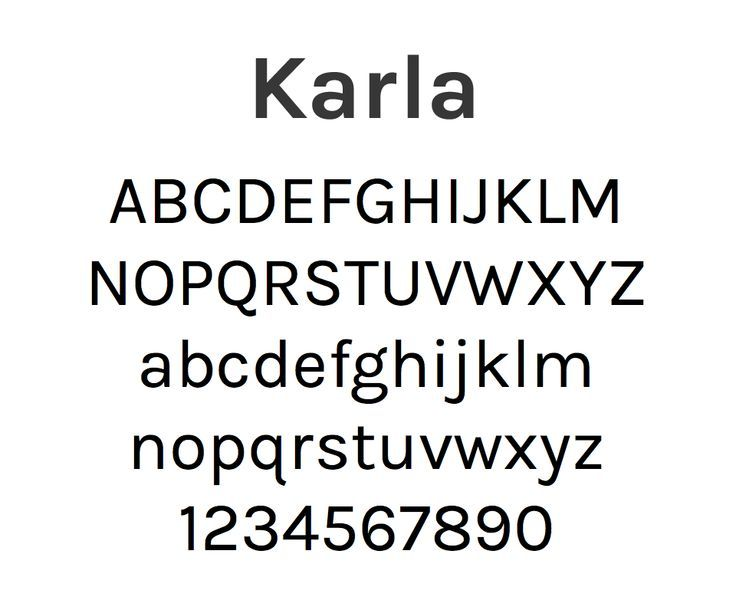 Karla
ABCDEFGHIJKLM
NOPQRSTUVWXYZ
abcdefghijklm
nopqrstuvwxyz
1234567890